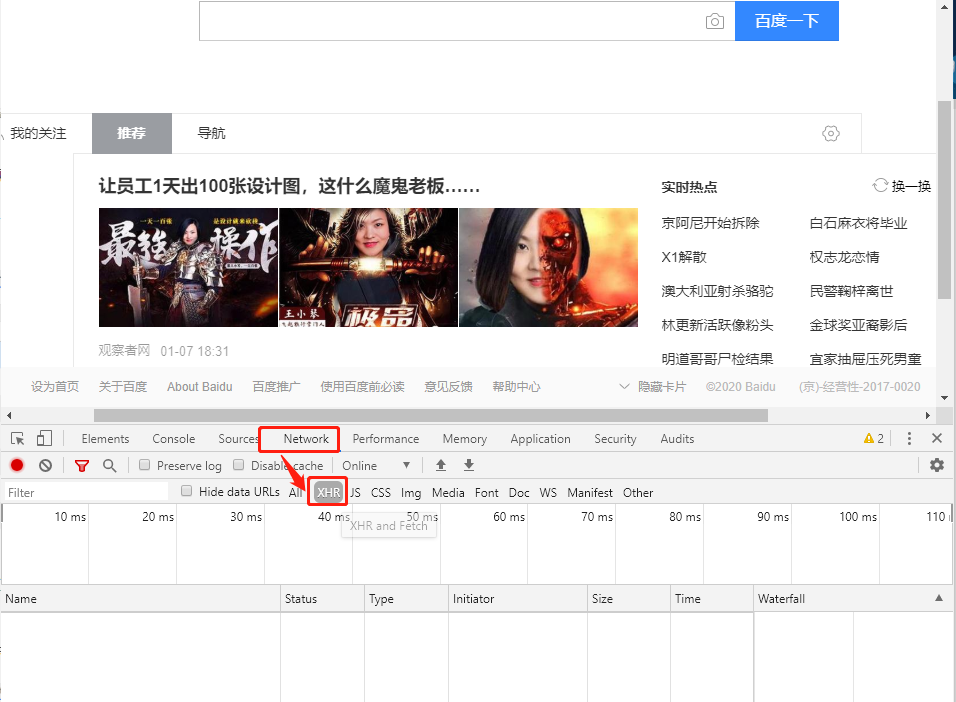 百度一下
我的关注 推荐 导航
让员工1天出100张设计图，这什么魔鬼老板……
实时热点 换一换
一天一百张 是设计就来砍我
最强 操作
王小琴
极品
京阿尼开始拆除 白石麻衣将毕业
X1解散 权志龙恋情
澳大利亚射杀骆驼 民警鞠梓离世
林更新活跃像粉头 金球奖亚裔影后
明道哥哥尸检结果 宜家抽屉压死男童
观察者网 01-07 18:31
设为首页 关于百度 About Baidu 百度推广 使用百度前必读 意见反馈 帮助中心 隐藏卡片 ©2020 Baidu (京)-经营性-2017-0020
Elements Console Sources Network Performance Memory Application Security Audits 2
Preserve log Disable cache Online
Filter Hide data URLs All XHR JS CSS Img Media Font Doc WS Manifest Other
10 ms 20 ms 30 ms 40 ms 50 ms 60 ms 70 ms 80 ms 90 ms 100 ms 110
XHR and Fetch
Name Status Type Initiator Size Time Waterfall